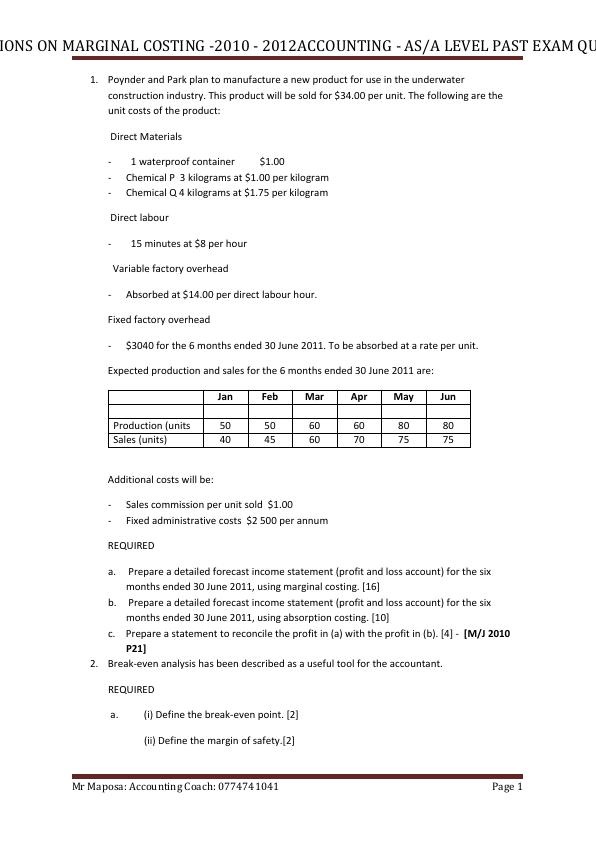 IONS ON MARGINAL COSTING -2010 - 2012ACCOUNTING - AS/A LEVEL PAST EXAM QU
1. Poynder and Park plan to manufacture a new product for use in the underwater
construction industry. This product will be sold for $34.00 per unit. The following are the
unit costs of the product:
Direct Materials
- 1 waterproof container $1.00
- Chemical P 3 kilograms at $1.00 per kilogram
- Chemical Q 4 kilograms at $1.75 per kilogram
Direct labour
- 15 minutes at $8 per hour
Variable factory overhead
- Absorbed at $14.00 per direct labour hour.
Fixed factory overhead
- $3040 for the 6 months ended 30 June 2011. To be absorbed at a rate per unit.
Expected production and sales for the 6 months ended 30 June 2011 are:
Jan Feb Mar Apr May Jun
Production (units 50 50 60 60 80 80
Sales (units) 40 45 60 70 75 75
Additional costs will be:
- Sales commission per unit sold $1.00
- Fixed administrative costs $2 500 per annum
REQUIRED
a. Prepare a detailed forecast income statement (profit and loss account) for the six
months ended 30 June 2011, using marginal costing. [16]
b. Prepare a detailed forecast income statement (profit and loss account) for the six
months ended 30 June 2011, using absorption costing. [10]
c. Prepare a statement to reconcile the profit in (a) with the profit in (b). [4] - [M/J 2010
P21]
2. Break-even analysis has been described as a useful tool for the accountant.
REQUIRED
a. (i) Define the break-even point. [2]
(ii) Define the margin of safety.[2]
Mr Maposa: Accounting Coach: 0774741041 Page 1